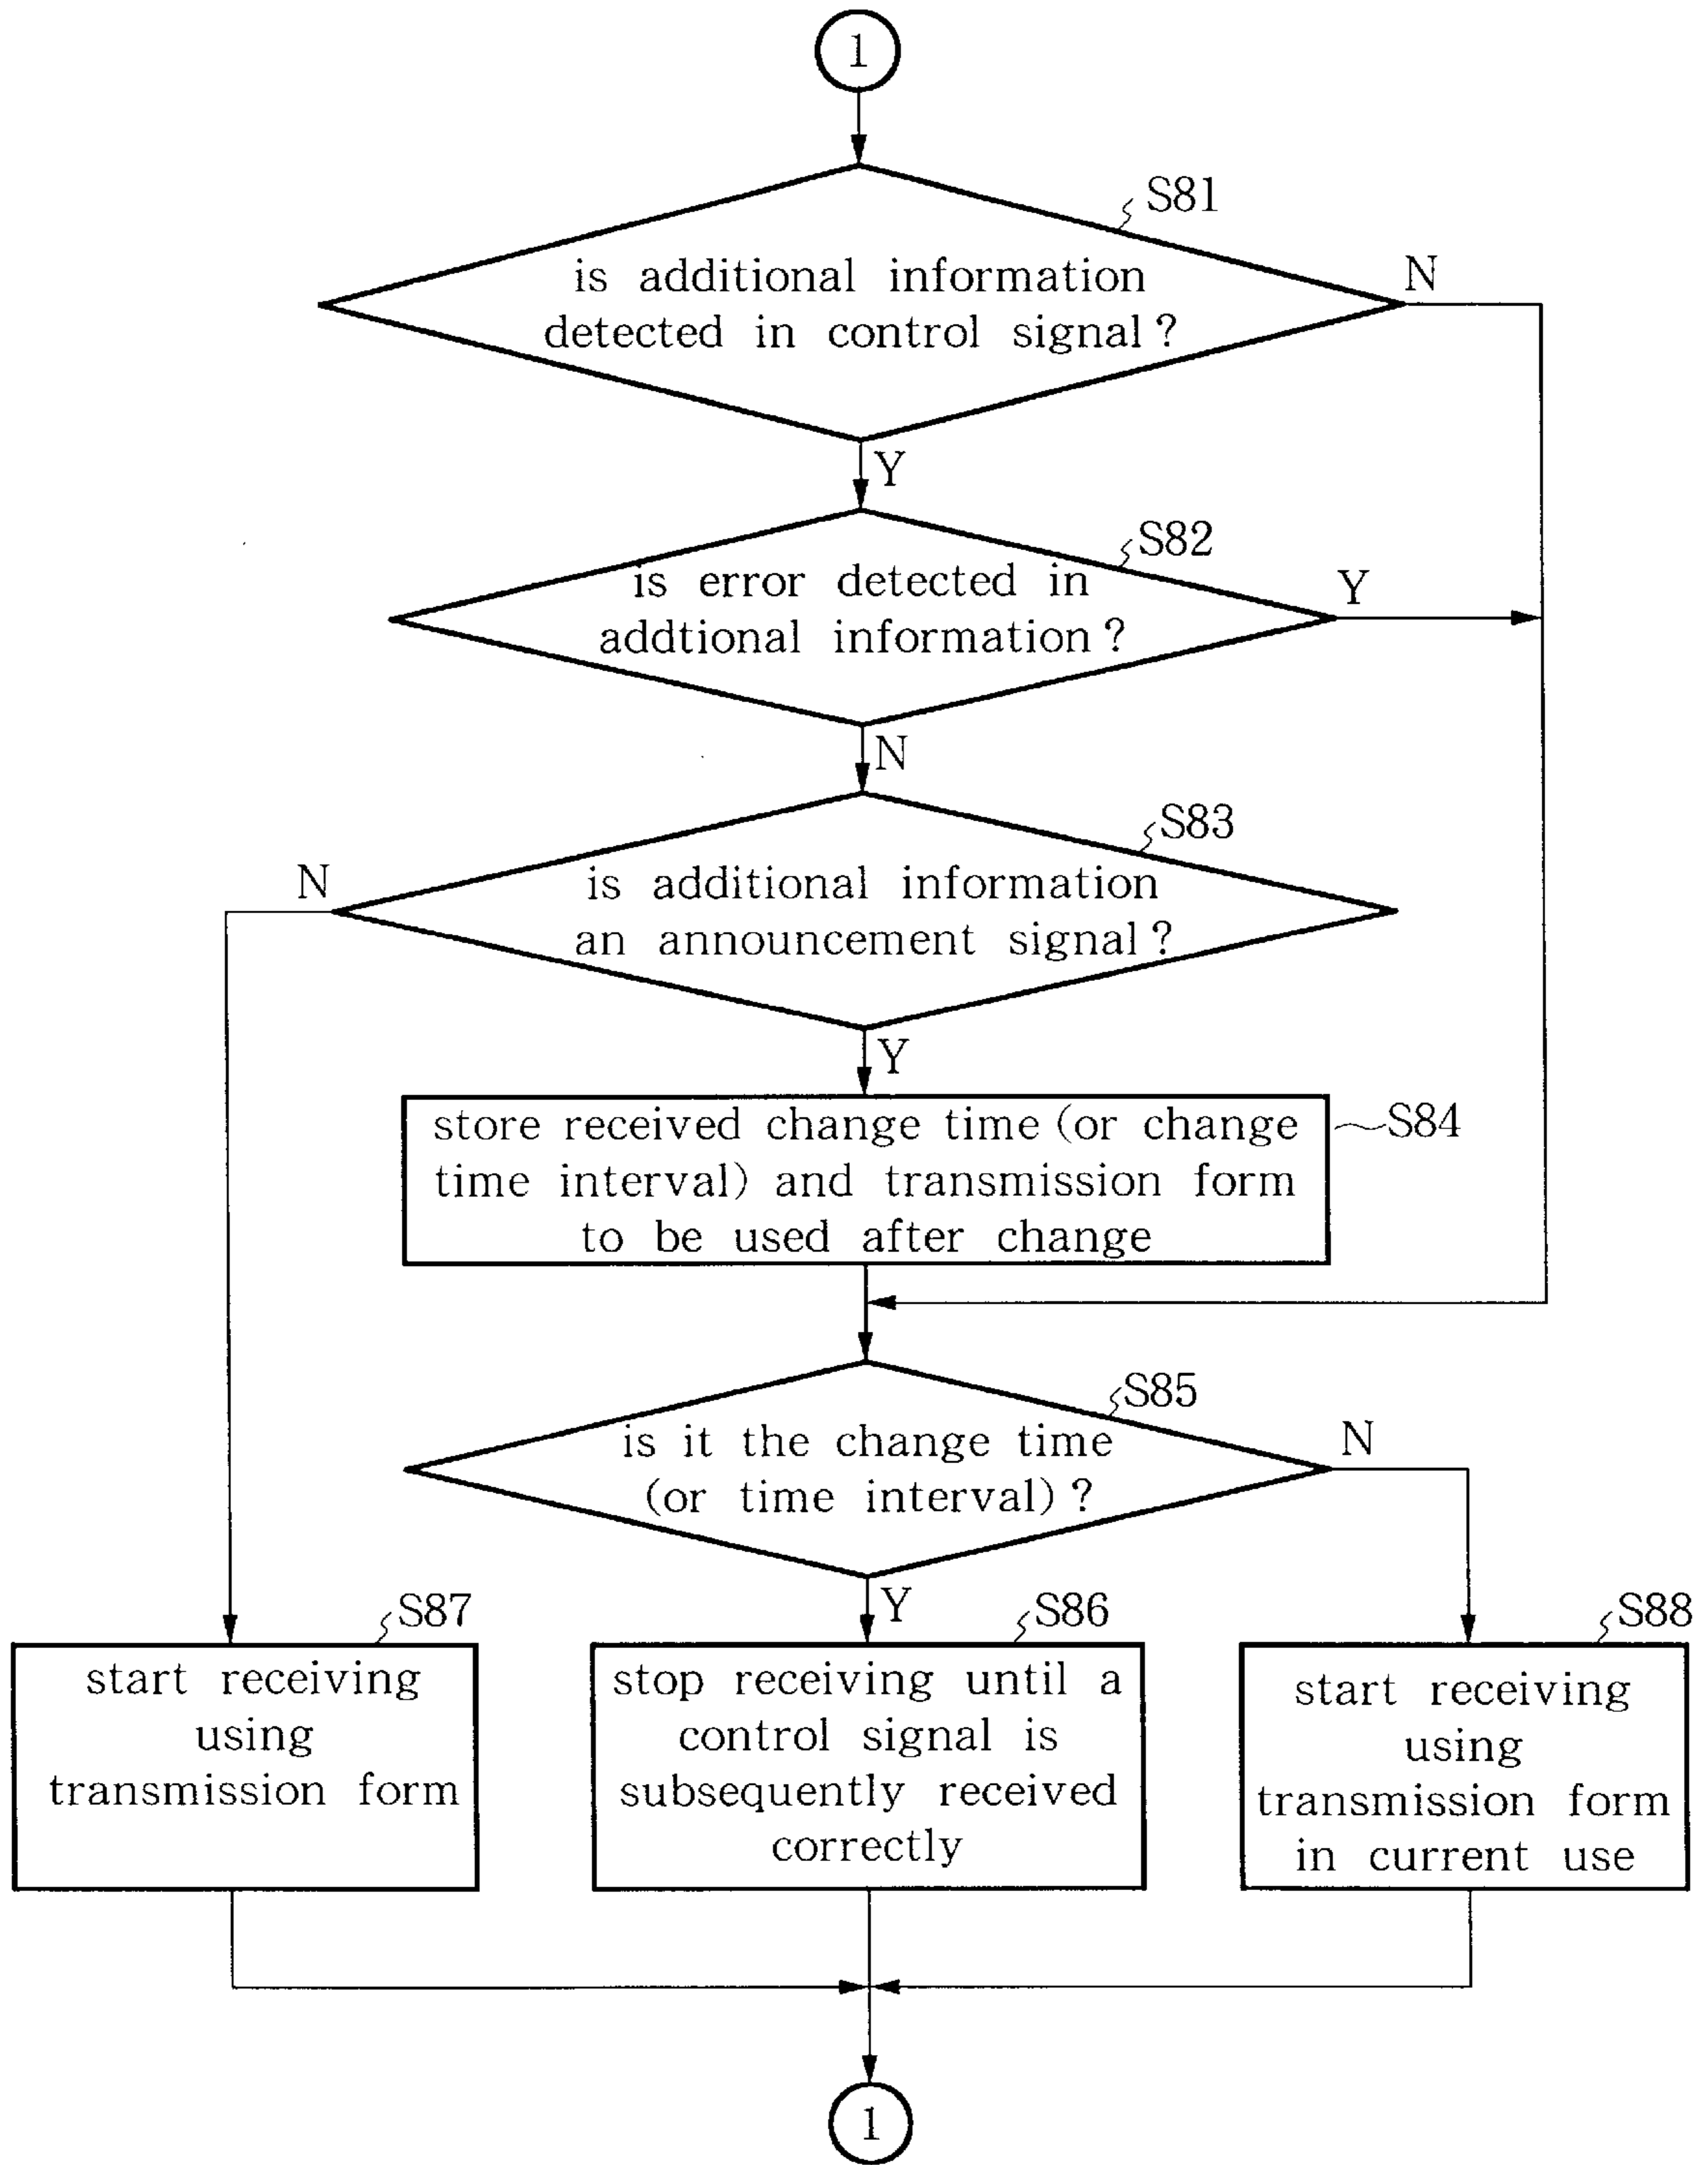 1
S81
is additional information
detected in control signal?
N
Y
S82
is error detected in
addtional information?
Y
N
S83
is additional information
an announcement signal?
N
Y
store received change time (or change
time interval) and transmission form
to be used after change
S84
S85
is it the change time
(or time interval)?
N
Y
S87
start receiving
using
transmission form
S86
stop receiving until a
control signal is
subsequently received
correctly
S88
start receiving
using
transmission form
in current use
1